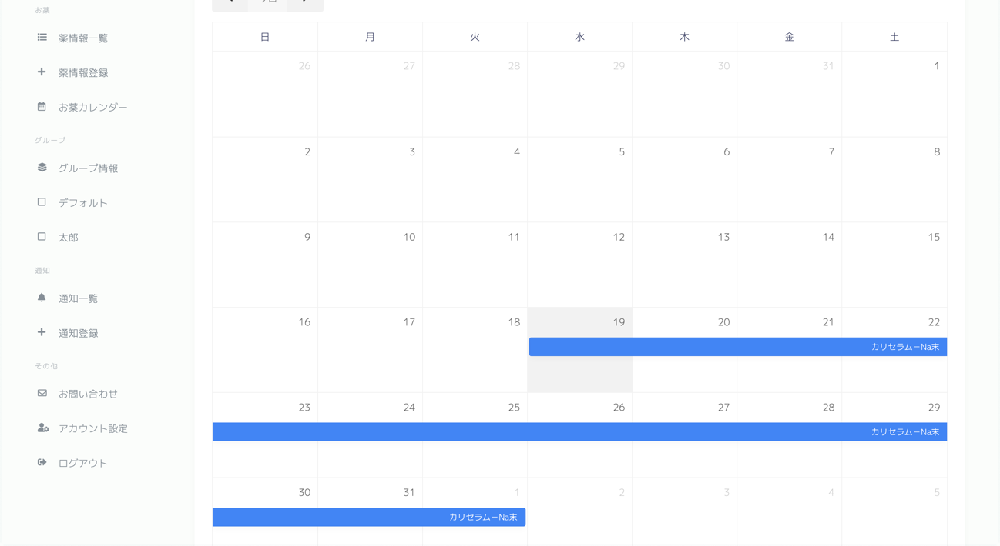 お薬
薬情報一覧
薬情報登録
お薬カレンダー
グループ
グループ情報
デフォルト
太郎
通知
通知一覧
通知登録
その他
お問い合わせ
アカウント設定
ログアウト
今日
日 月 火 水 木 金 土
26 27 28 29 30 31 1
2 3 4 5 6 7 8
9 10 11 12 13 14 15
16 17 18 19 20 21 22
カリセラム－Na末
23 24 25 26 27 28 29
カリセラム－Na末
30 31 1 2 3 4 5
カリセラム－Na末